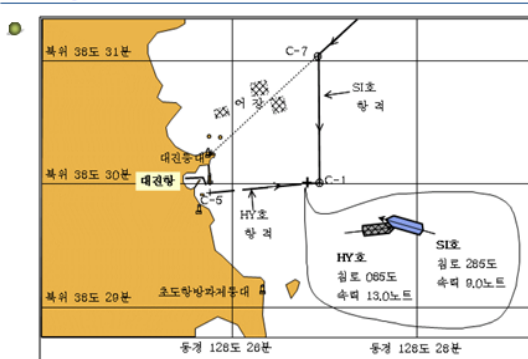 북위 38도 31분
C-7
SI호
항 적
어 장
대진등대
북위 38도 30분
대진항
C-1
C-5
HY호
항 적
HY호
침로 085도
속력 13.0노트
SI호
침로 285도
속력 9.0노트
초도항방파제등대
북위 38도 29분
동경 128도 26분
동경 128도 28분